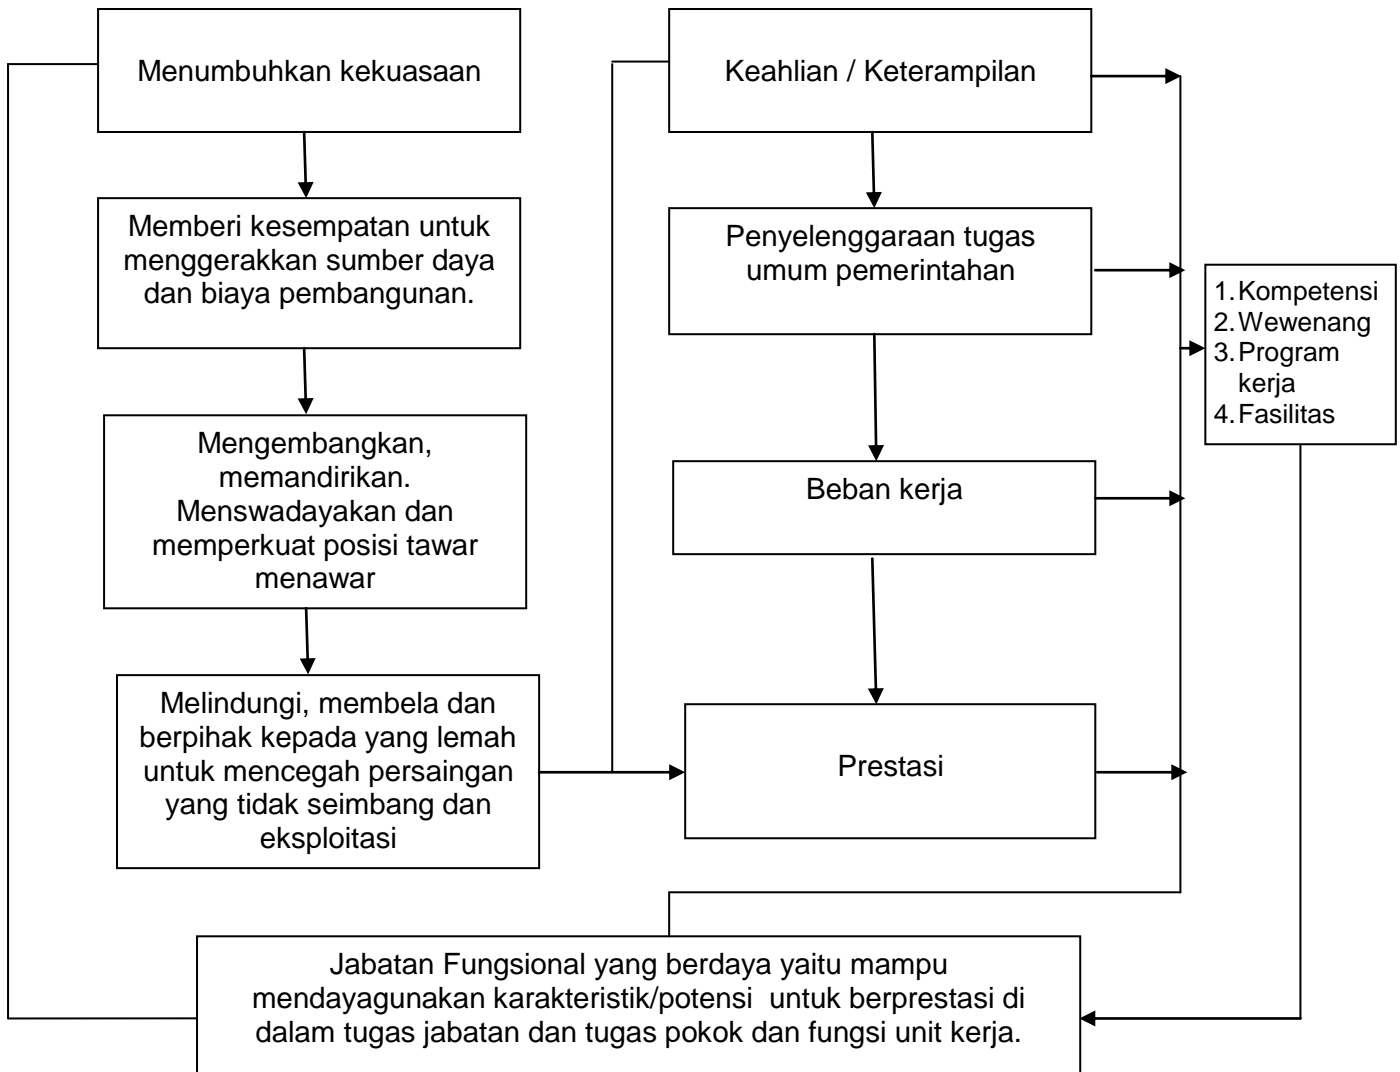 Menumbuhkan kekuasaan
Memberi kesempatan untuk
menggerakkan sumber daya
dan biaya pembangunan.
Mengembangkan,
memandirikan.
Menswadayakan dan
memperkuat posisi tawar
menawar
Melindungi, membela dan
berpihak kepada yang lemah
untuk mencegah persaingan
yang tidak seimbang dan
eksploitasi
Keahlian / Keterampilan
Penyelenggaraan tugas
umum pemerintahan
Beban kerja
Prestasi
1. Kompetensi
2. Wewenang
3. Program
kerja
4. Fasilitas
Jabatan Fungsional yang berdaya yaitu mampu
mendayagunakan karakteristik/potensi untuk berprestasi di
dalam tugas jabatan dan tugas pokok dan fungsi unit kerja.